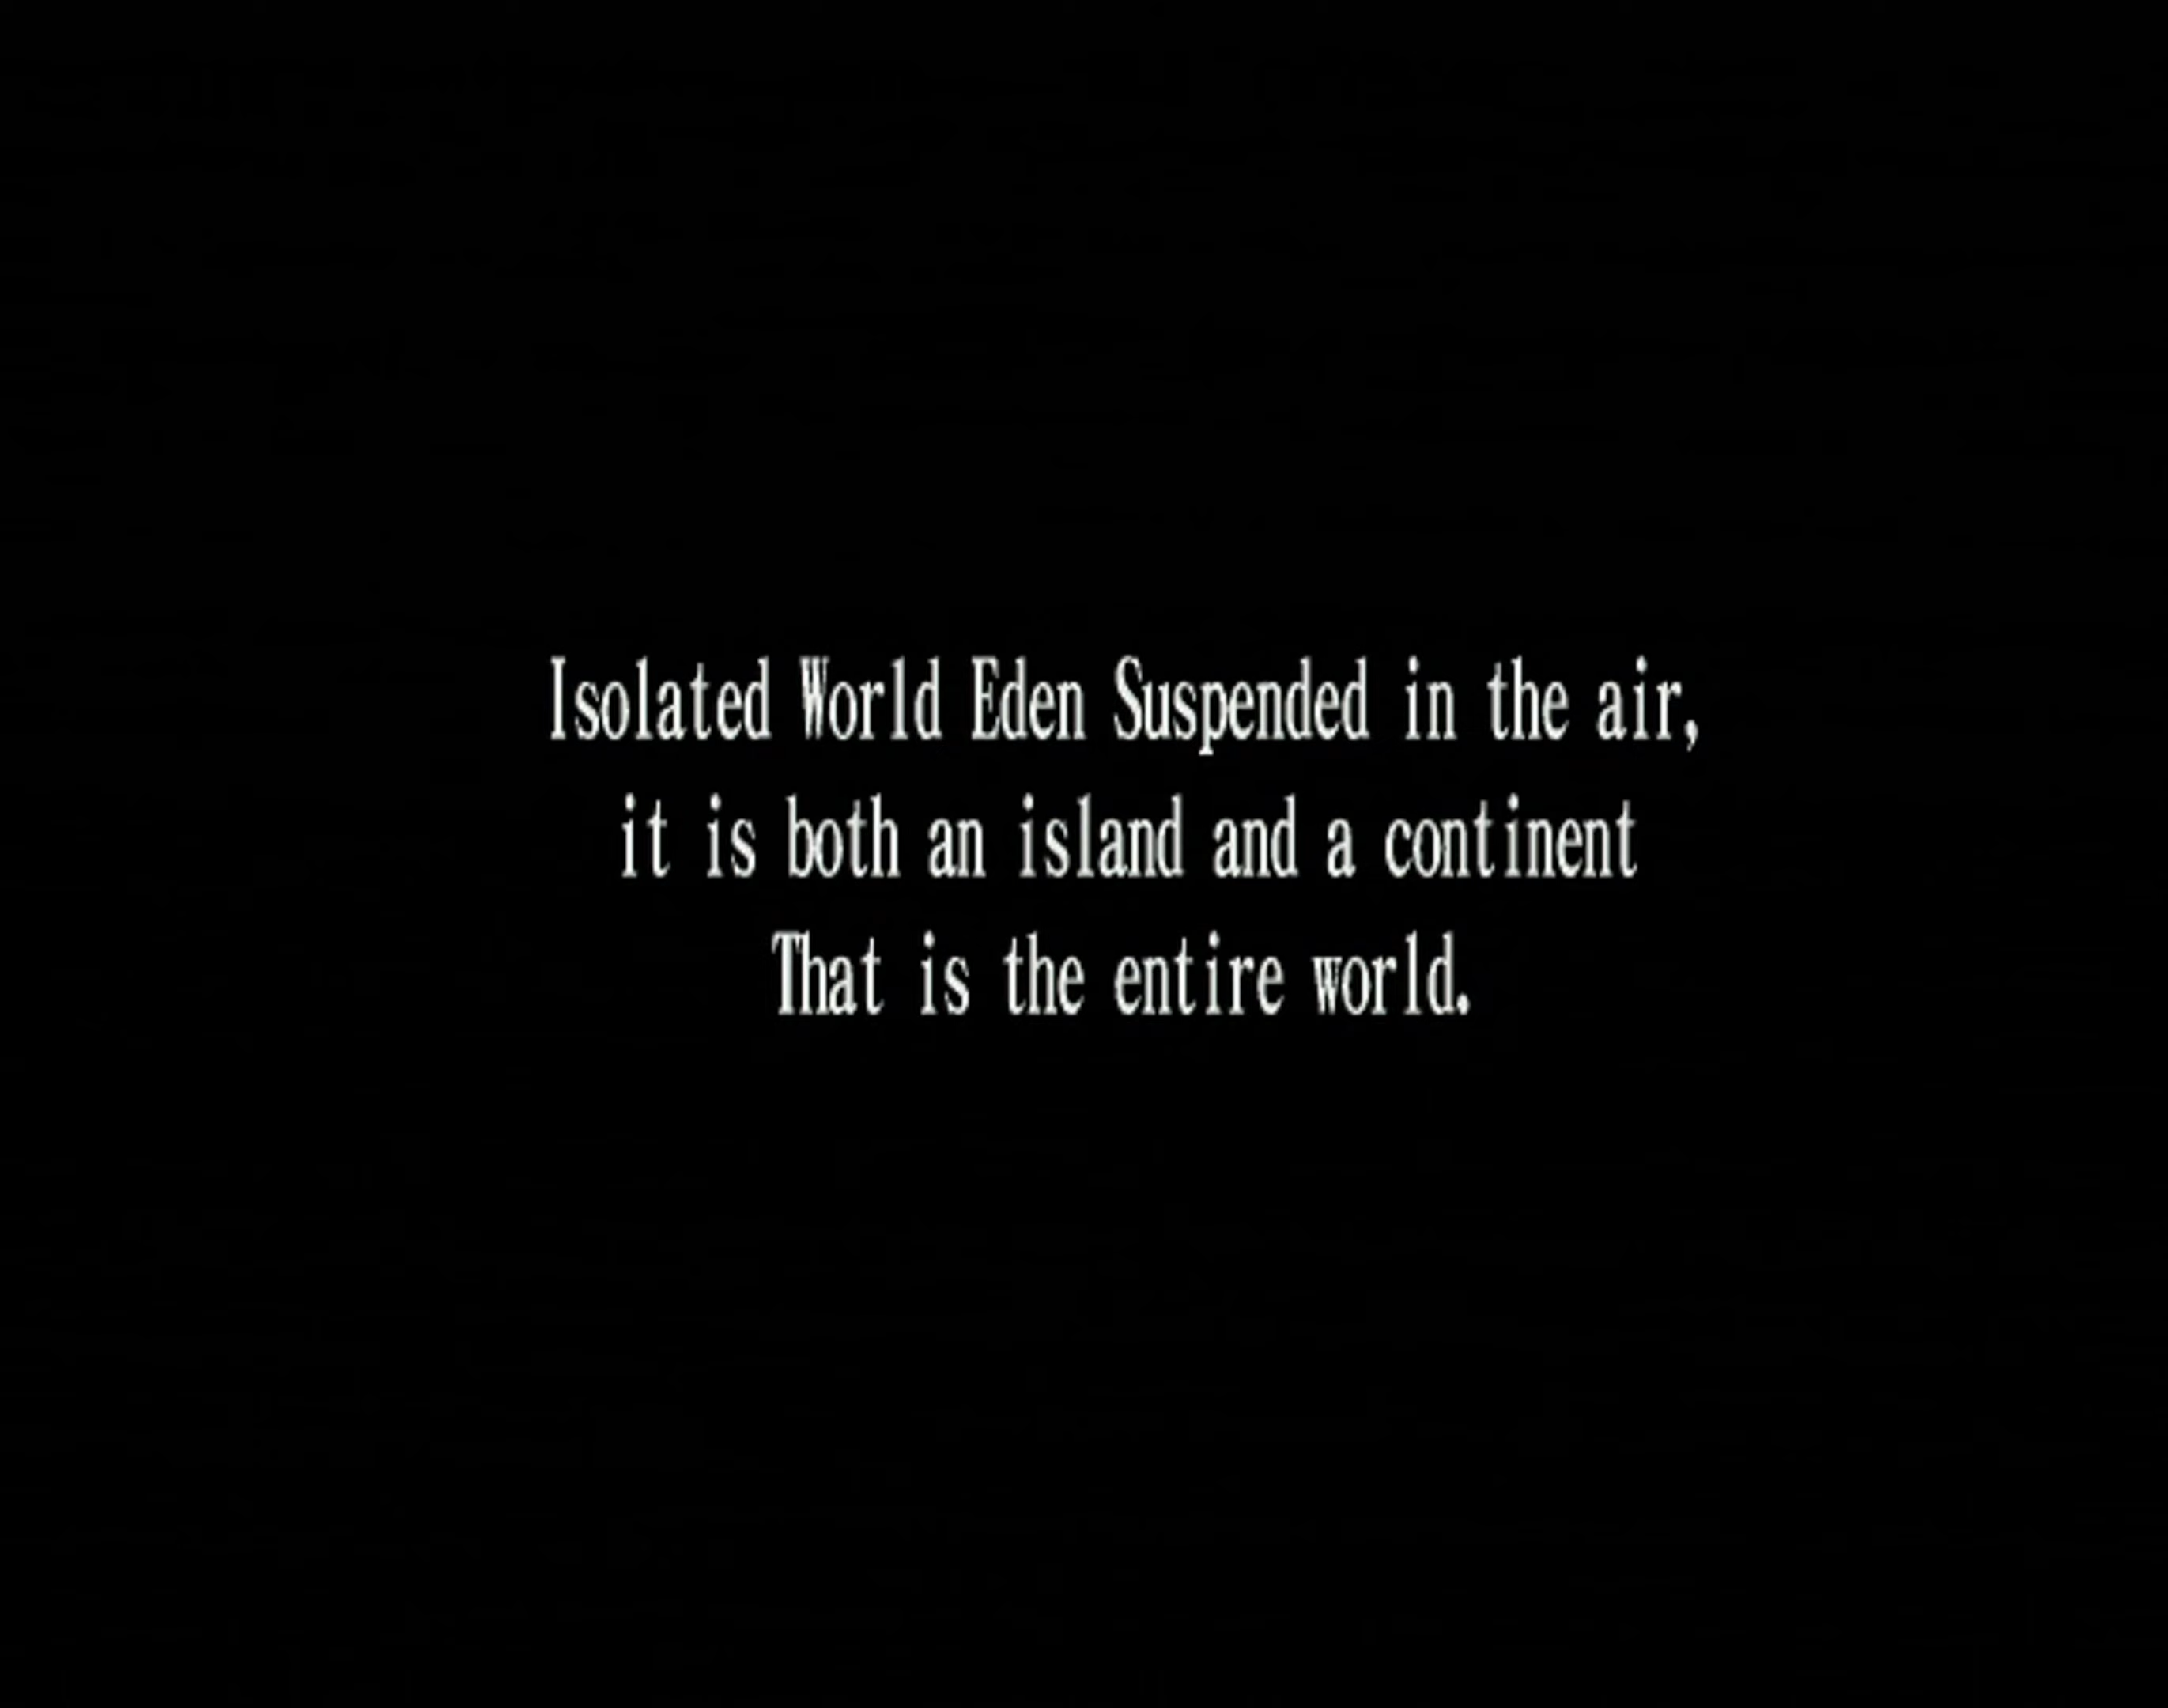 Isolated World Eden Suspended in the air,
it is both an island and a continent
That is the entire world.